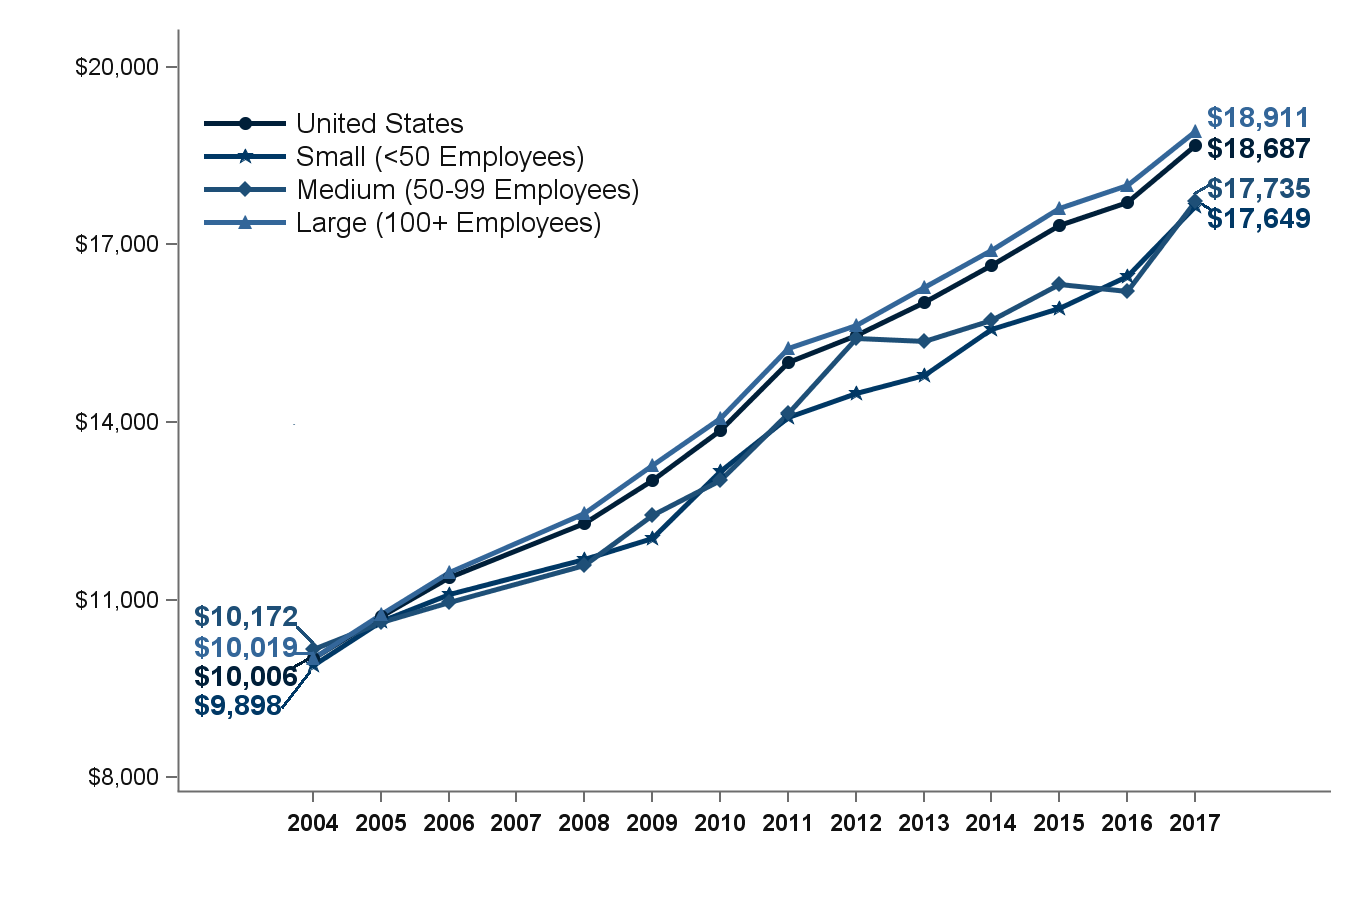 $20,000
$17,000
$14,000
$11,000
$8,000
United States
Small (<50 Employees)
Medium (50-99 Employees)
Large (100+ Employees)
$18,911
$18,687
$17,735
$17,649
$10,172
$10,019
$10,006
$9,898
2004 2005 2006 2007 2008 2009 2010 2011 2012 2013 2014 2015 2016 2017